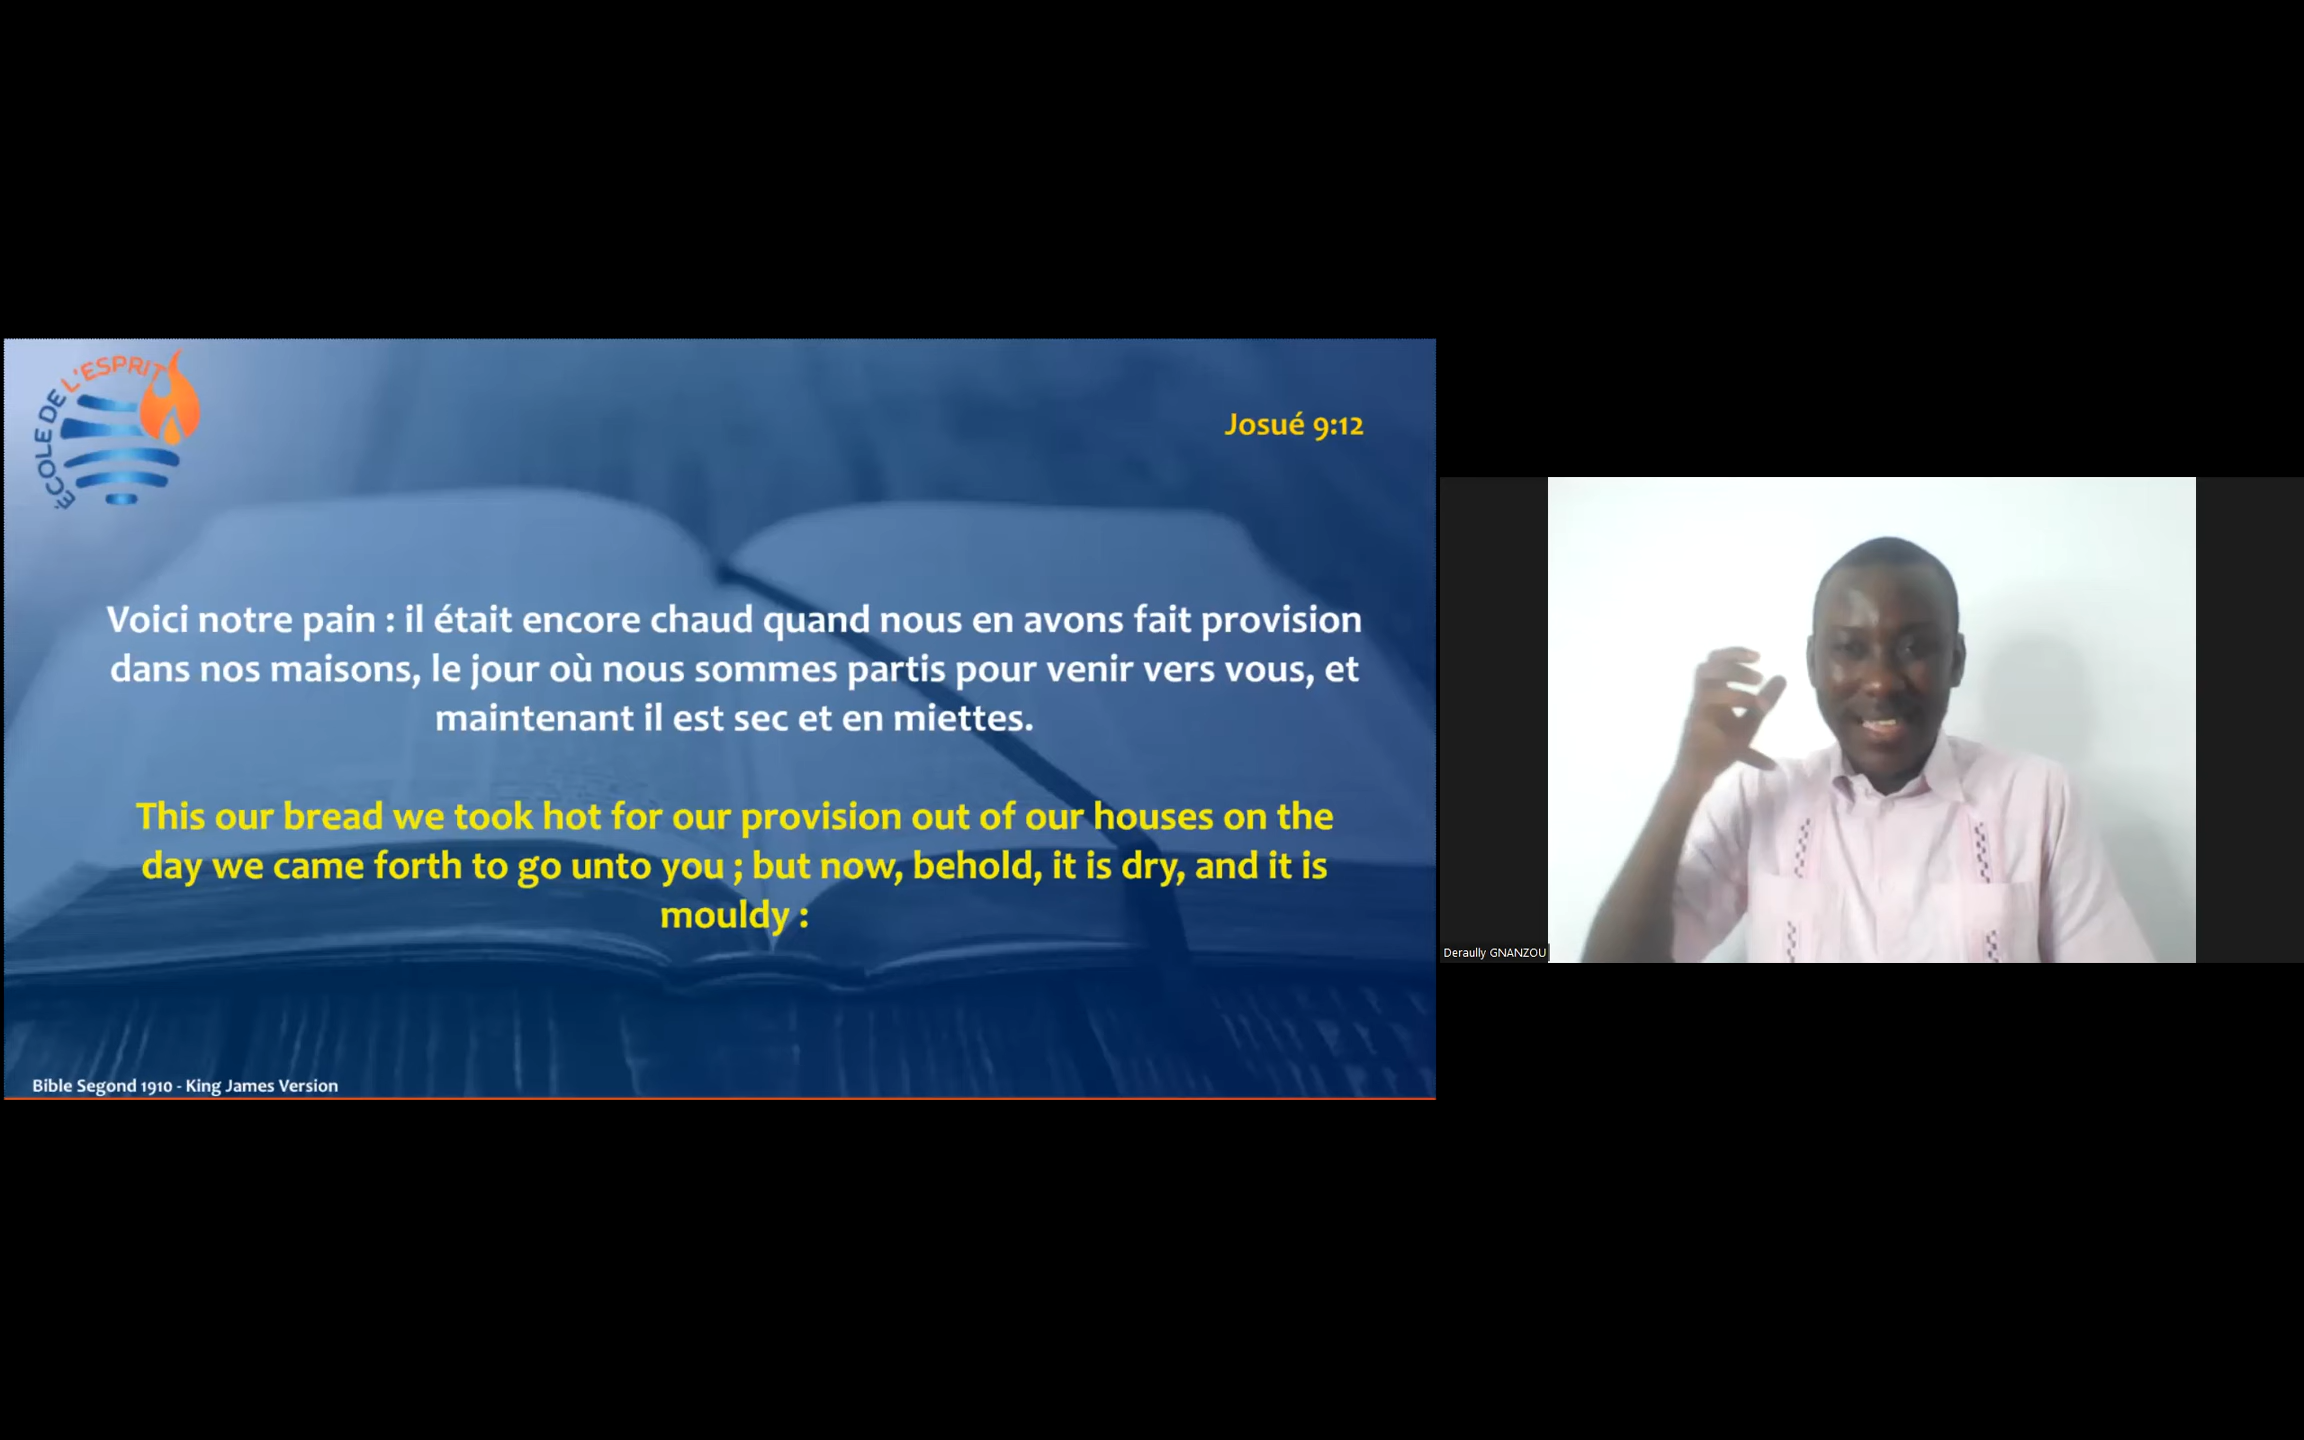 ÉCOLE DE L'ESPRIT
Josué 9:12
Voici notre pain : il était encore chaud quand nous en avons fait provision
dans nos maisons, le jour où nous sommes partis pour venir vers vous, et
maintenant il est sec et en miettes.
This our bread we took hot for our provision out of our houses on the
day we came forth to go unto you ; but now, behold, it is dry, and it is
mouldy :
Bible Segond 1910 - King James Version
Deraully GNANZOU